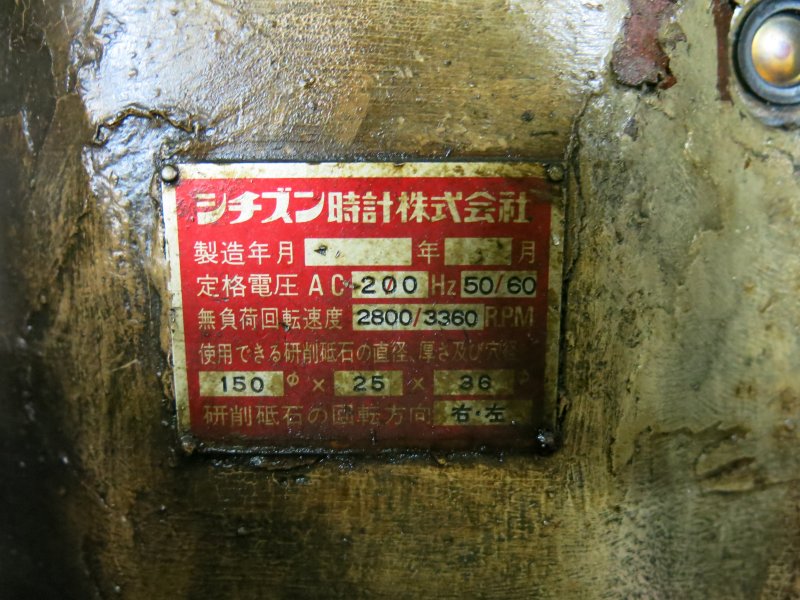 シチズン時計株式会社
製造年月 年 月
定格電圧 AC 200 Hz 50/60
無負荷回転速度 2800/3360 RPM
使用できる研削砥石の直径、厚さ及び穴径
150 φ × 25 × 36 φ
研削砥石の回転方向 右・左